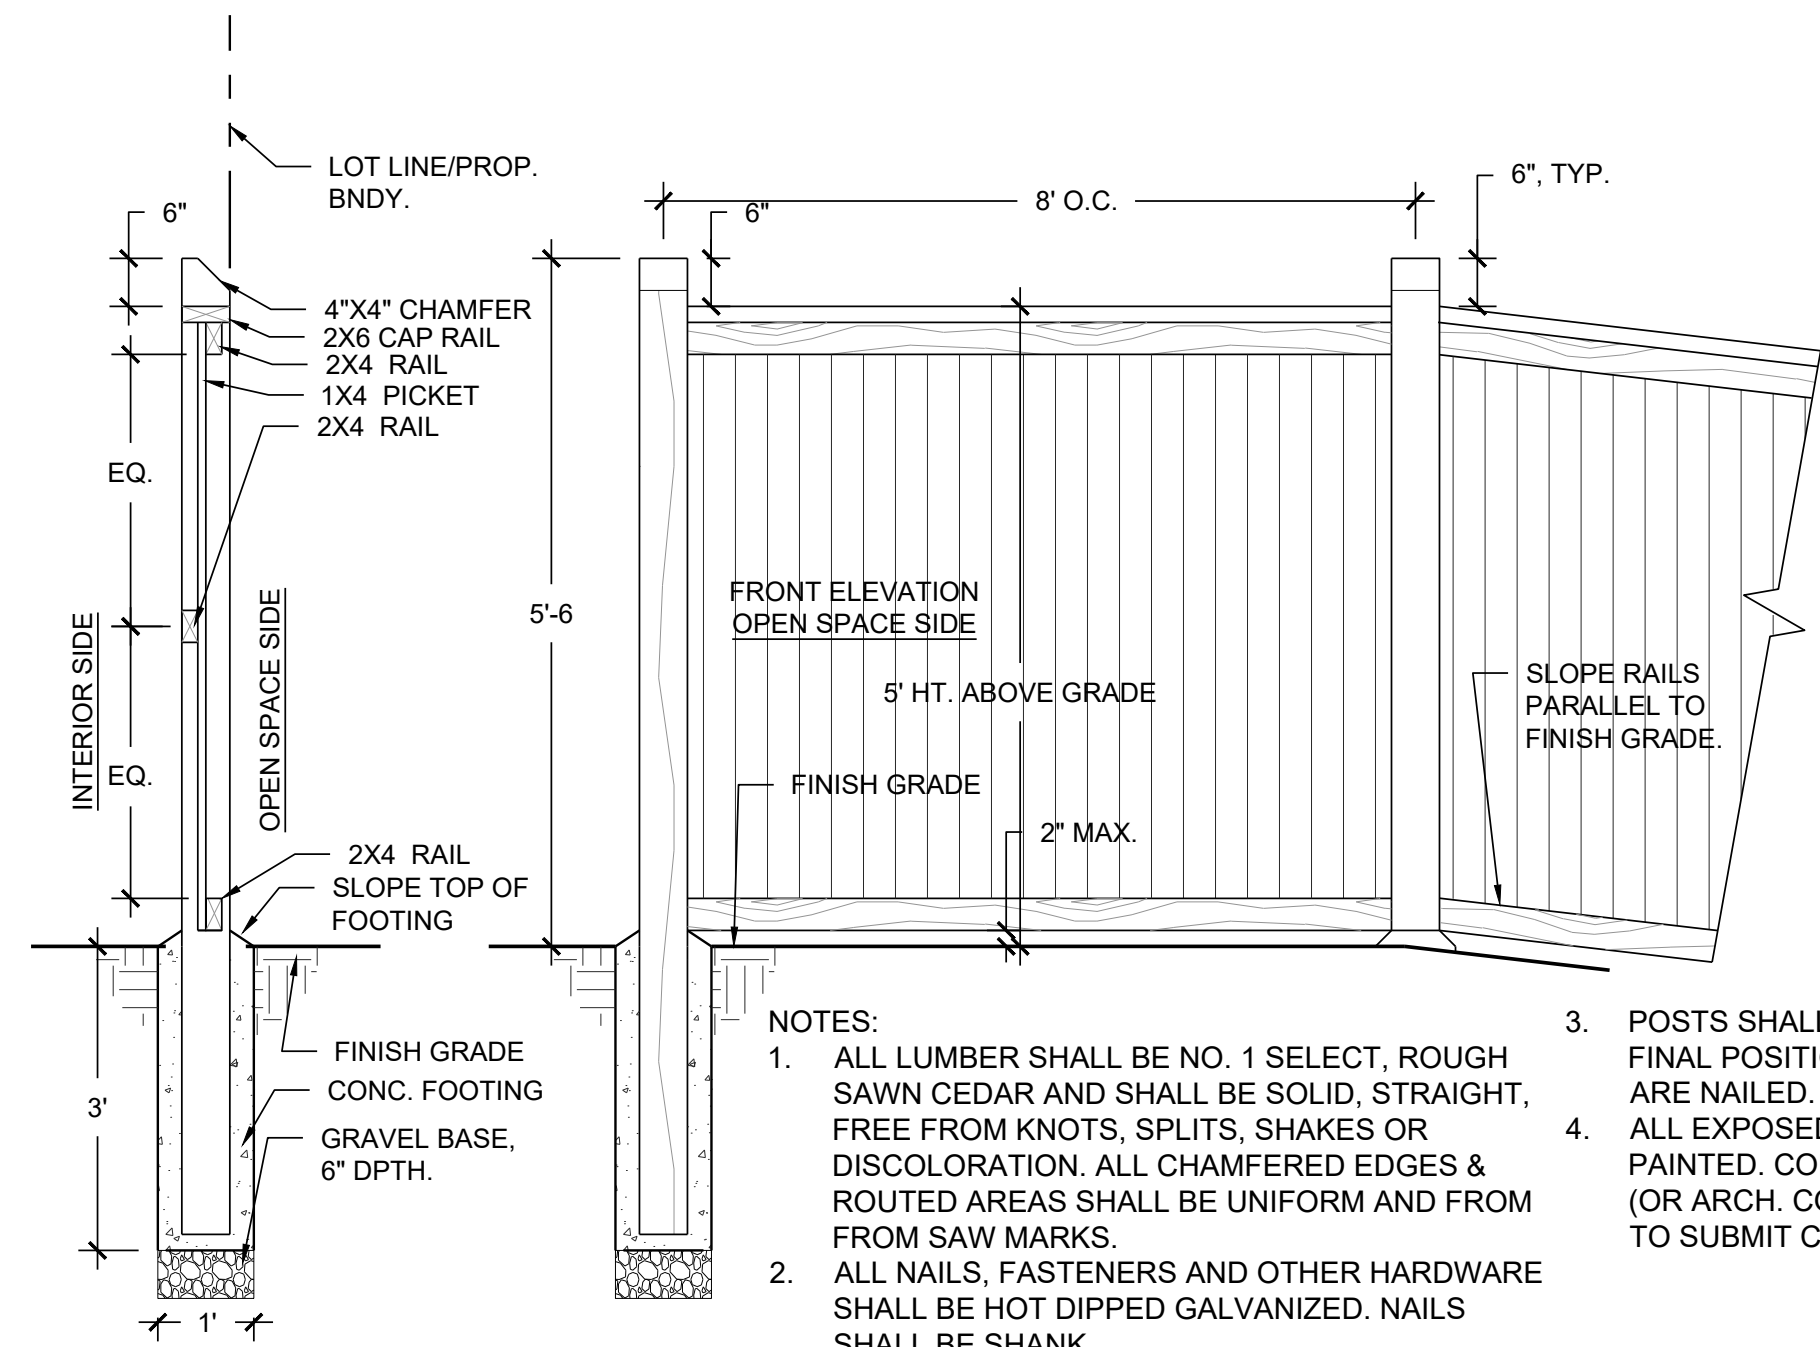 LOT LINE/PROP.
BNDY.
6"
4"X4" CHAMFER
2X6 CAP RAIL
2X4 RAIL
1X4 PICKET
2X4 RAIL
EQ.
INTERIOR SIDE
OPEN SPACE SIDE
EQ.
2X4 RAIL
SLOPE TOP OF
FOOTING
FINISH GRADE
CONC. FOOTING
GRAVEL BASE,
6" DPTH.
3'
1'
6"
8' O.C.
6", TYP.
5'-6
FRONT ELEVATION
OPEN SPACE SIDE
5' HT. ABOVE GRADE
FINISH GRADE
2" MAX.
SLOPE RAILS
PARALLEL TO
FINISH GRADE.
NOTES:
1. ALL LUMBER SHALL BE NO. 1 SELECT, ROUGH
SAWN CEDAR AND SHALL BE SOLID, STRAIGHT,
FREE FROM KNOTS, SPLITS, SHAKES OR
DISCOLORATION. ALL CHAMFERED EDGES &
ROUTED AREAS SHALL BE UNIFORM AND FROM
FROM SAW MARKS.
2. ALL NAILS, FASTENERS AND OTHER HARDWARE
SHALL BE HOT DIPPED GALVANIZED. NAILS
SHALL BE SHANK
3. POSTS SHALL
FINAL
ARE NAILED.
4. ALL EXPOSED
PAINTED.
(OR ARCH.
TO SUBMIT